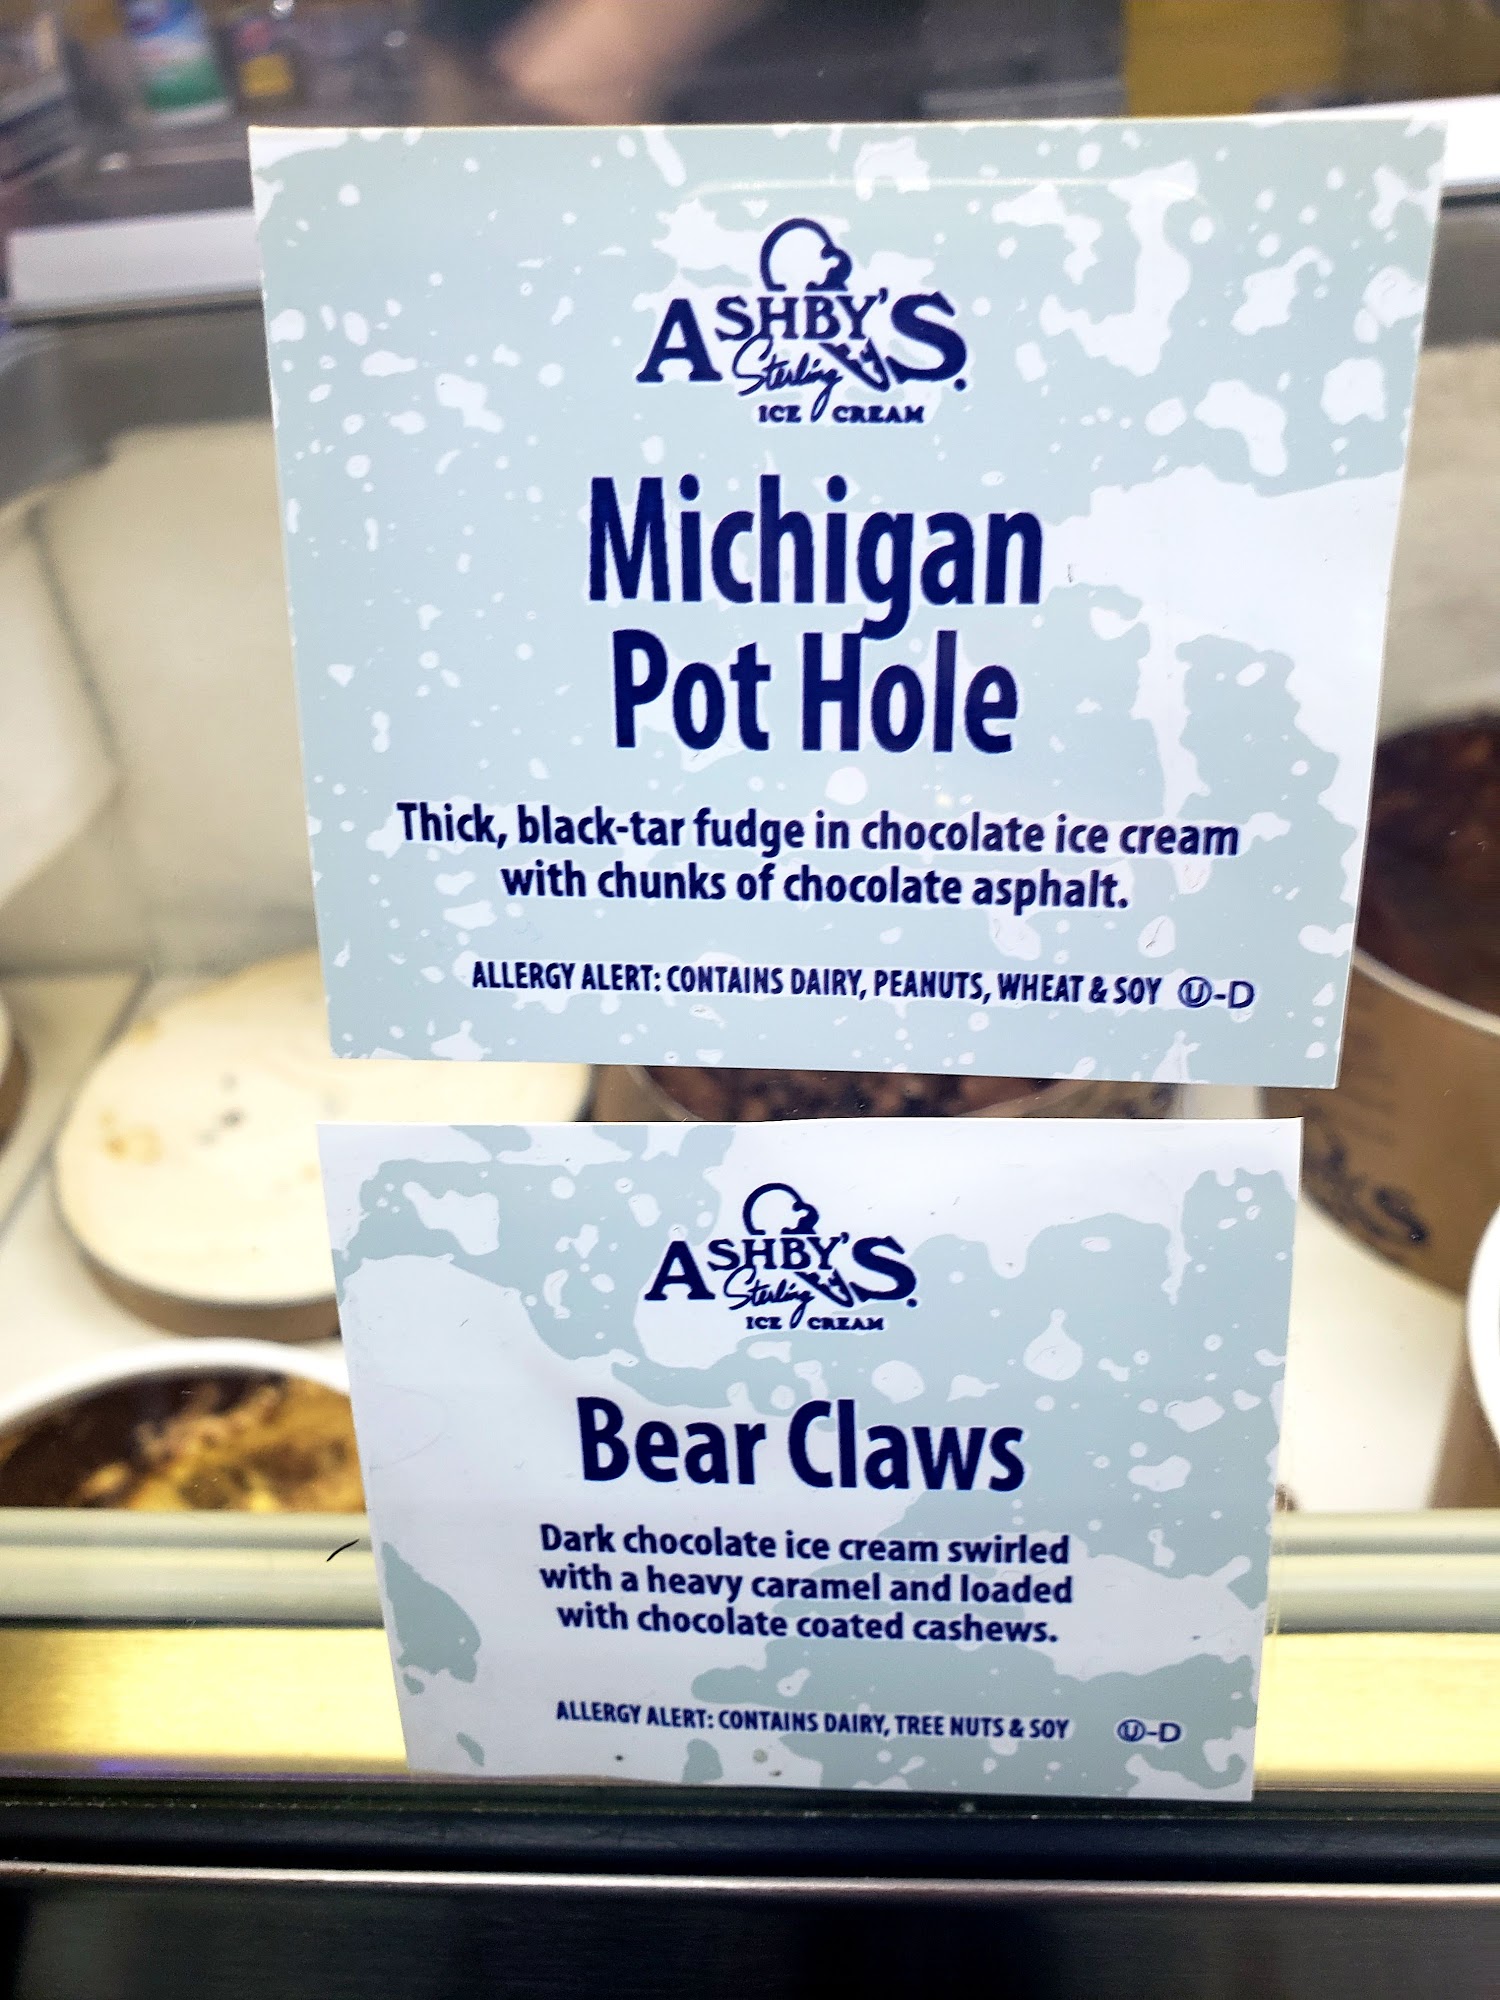 ASHBY'S
Sterling
ICE CREAM
Michigan
Pot Hole
Thick, black-tar fudge in chocolate ice cream
with chunks of chocolate asphalt.
ALLERGY ALERT: CONTAINS DAIRY, PEANUTS, WHEAT & SOY Ⓤ-D
ASHBY'S
Sterling
ICE CREAM
Bear Claws
Dark chocolate ice cream swirled
with a heavy caramel and loaded
with chocolate coated cashews.
ALLERGY ALERT: CONTAINS DAIRY, TREE NUTS & SOY Ⓤ-D